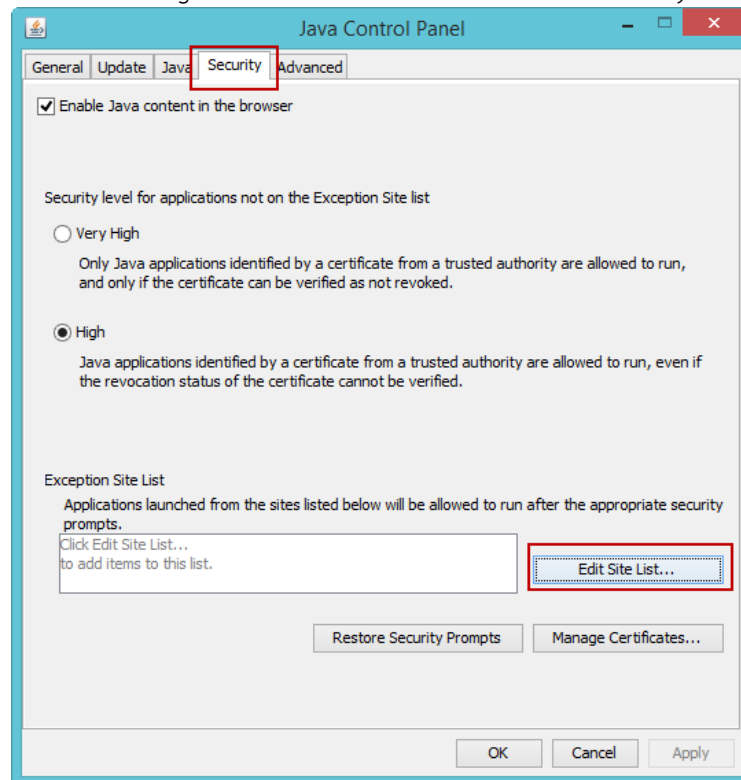 Java Control Panel
General Update Java Security Advanced
Enable Java content in the browser
Security level for applications not on the Exception Site list
Very High
Only Java applications identified by a certificate from a trusted authority are allowed to run,
and only if the certificate can be verified as not revoked.
High
Java applications identified by a certificate from a trusted authority are allowed to run, even if
the revocation status of the certificate cannot be verified.
Exception Site List
Applications launched from the sites listed below will be allowed to run after the appropriate security
prompts.
Click Edit Site List...
to add items to this list.
Edit Site List...
Restore Security Prompts Manage Certificates...
OK Cancel Apply